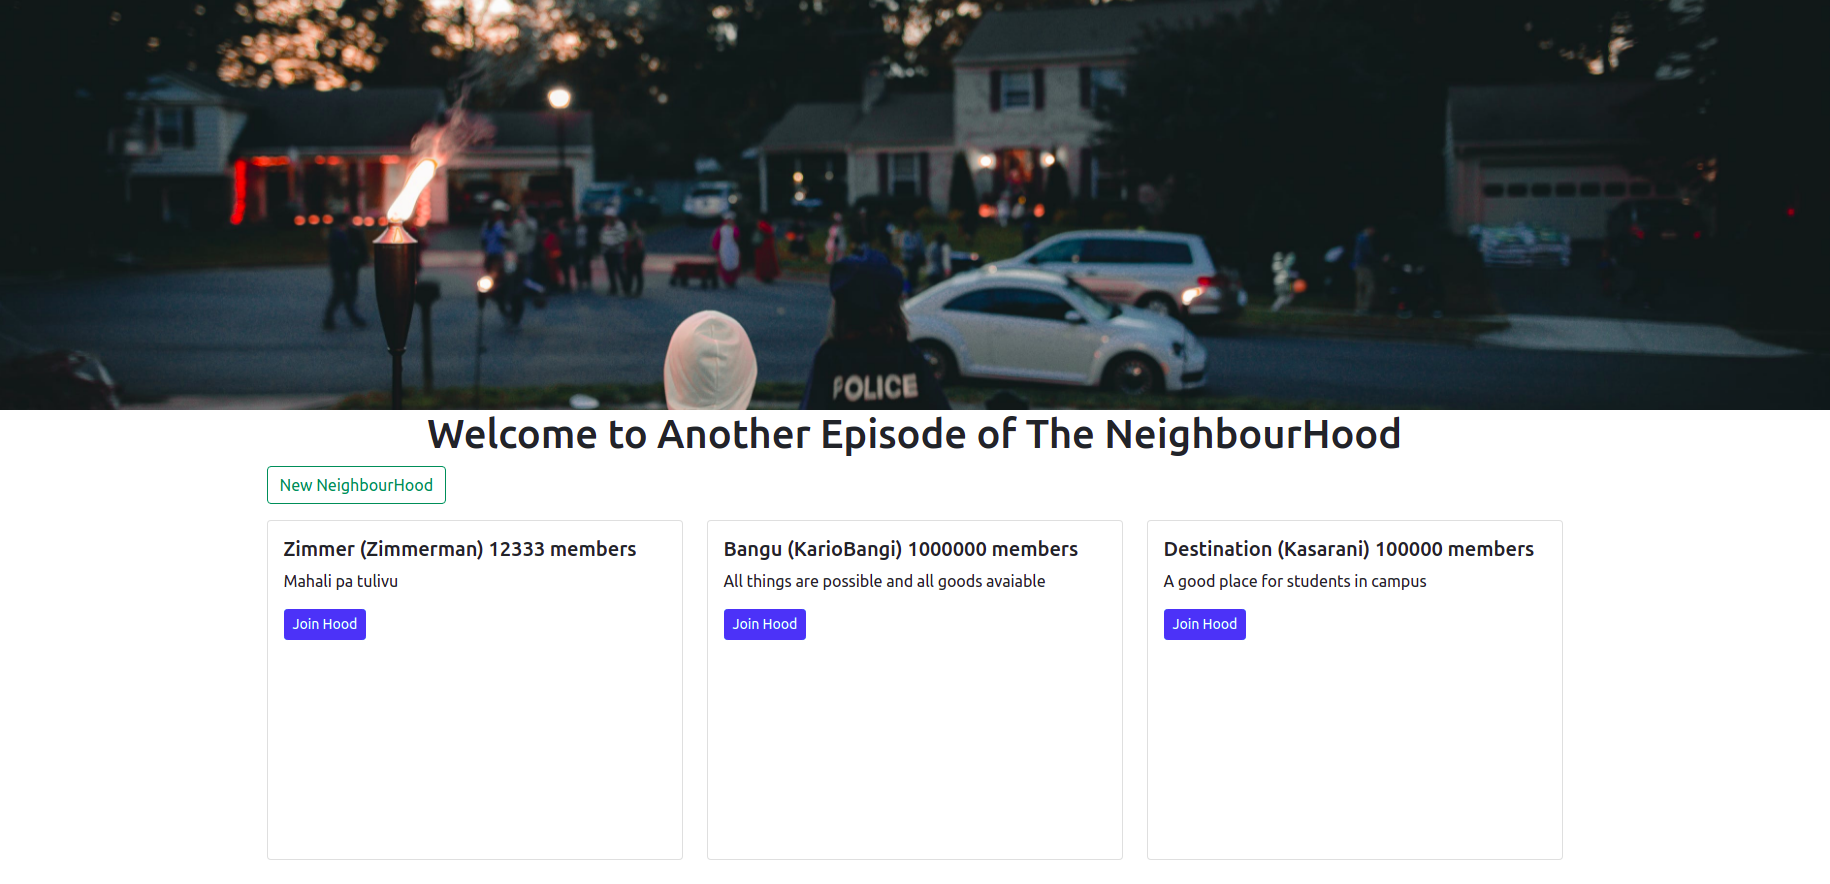 POLICE
Welcome to Another Episode of The NeighbourHood
New NeighbourHood
Zimmer (Zimmerman) 12333 members
Mahali pa tulivu
Join Hood
Bangu (KarioBangi) 1000000 members
All things are possible and all goods avaiable
Join Hood
Destination (Kasarani) 100000 members
A good place for students in campus
Join Hood